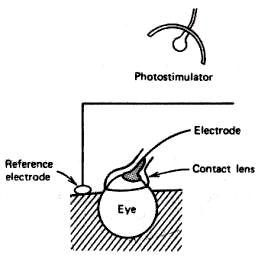 Photostimulator
Electrode
Reference
electrode
Contact lens
Eye